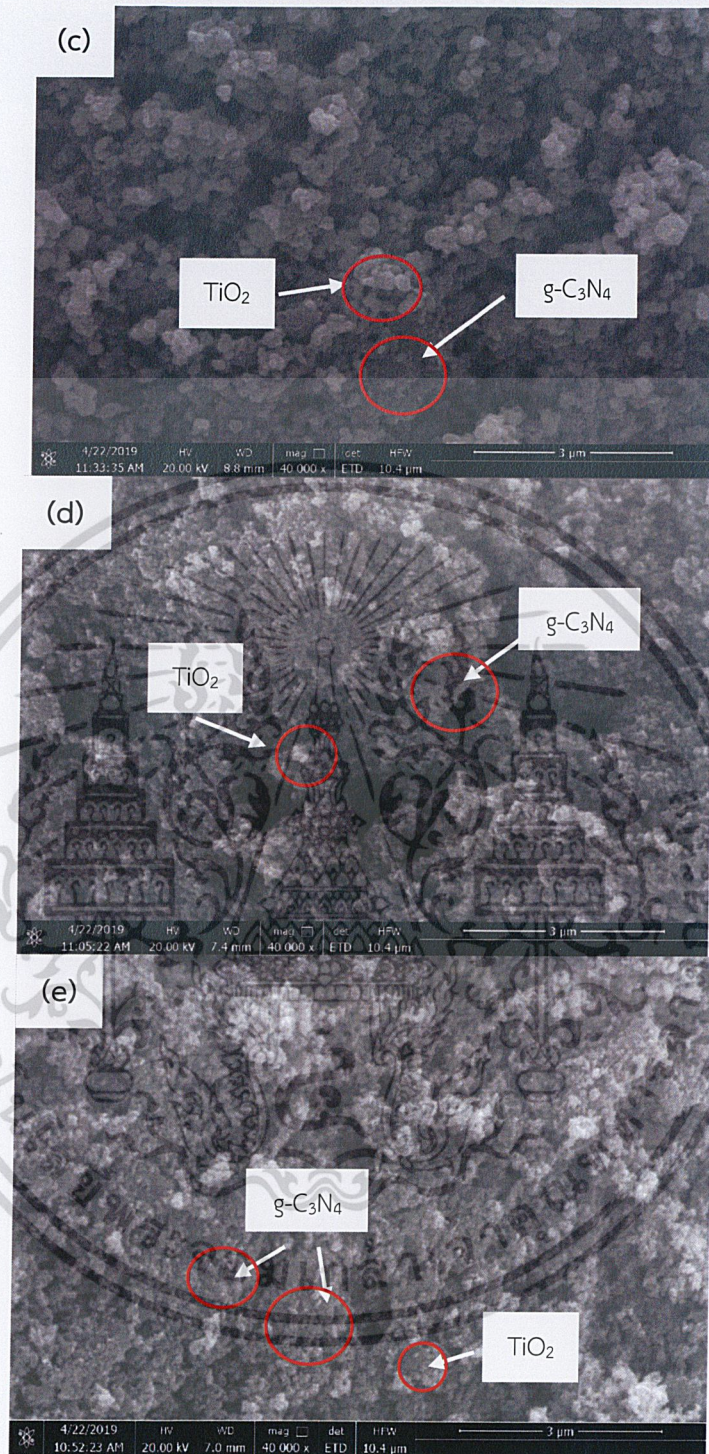 (c)
TiO₂
g-C₃N₄
4/22/2019 HV WD mag det HFW 3 µm
11:33:35 AM 20.00 kV 8.8 mm 40 000 x ETD 10.4 µm
(d)
g-C₃N₄
TiO₂
4/22/2019 HV WD mag det HFW 3 µm
11:05:22 AM 20.00 kV 7.4 mm 40 000 x ETD 10.4 µm
(e)
g-C₃N₄
TiO₂
4/22/2019 HV WD mag det HFW 3 µm
10:52:23 AM 20.00 kV 7.0 mm 40 000 x ETD 10.4 µm